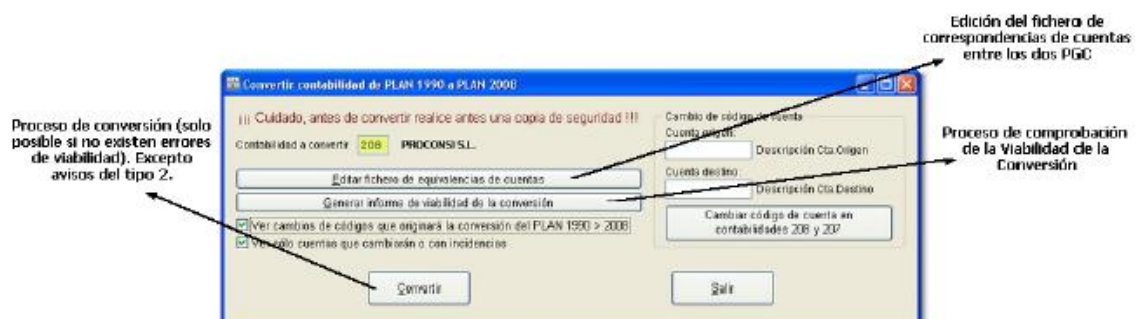 Edición del fichero de
correspondencias de cuentas
entre los dos PGC
Convertir contabilidad de PLAN 1990 a PLAN 2008
¡¡¡ Cuidado, antes de convertir realice antes una copia de seguridad !!!
Contabilidad a convertir 208 PROCONSI S.L.
Editar fichero de equivalencias de cuentas
Generar informe de viabilidad de la conversión
Ver cambios de códigos que originará la conversión del PLAN 1990 > 2008
Ver sólo cuentas que cambiarán o con incidencias
Convertir
Cambio de código de cuenta
Cuenta origen:
Descripción Cta.Origen
Cuenta destino:
Descripción Cta.Destino
Cambiar código de cuenta en
contabilidades 208 y 207
Salir
Proceso de conversión (solo
posible si no existen errores
de viabilidad). Excepto
avisos del tipo 2.
Proceso de comprobación
de la Viabilidad de la
Conversión